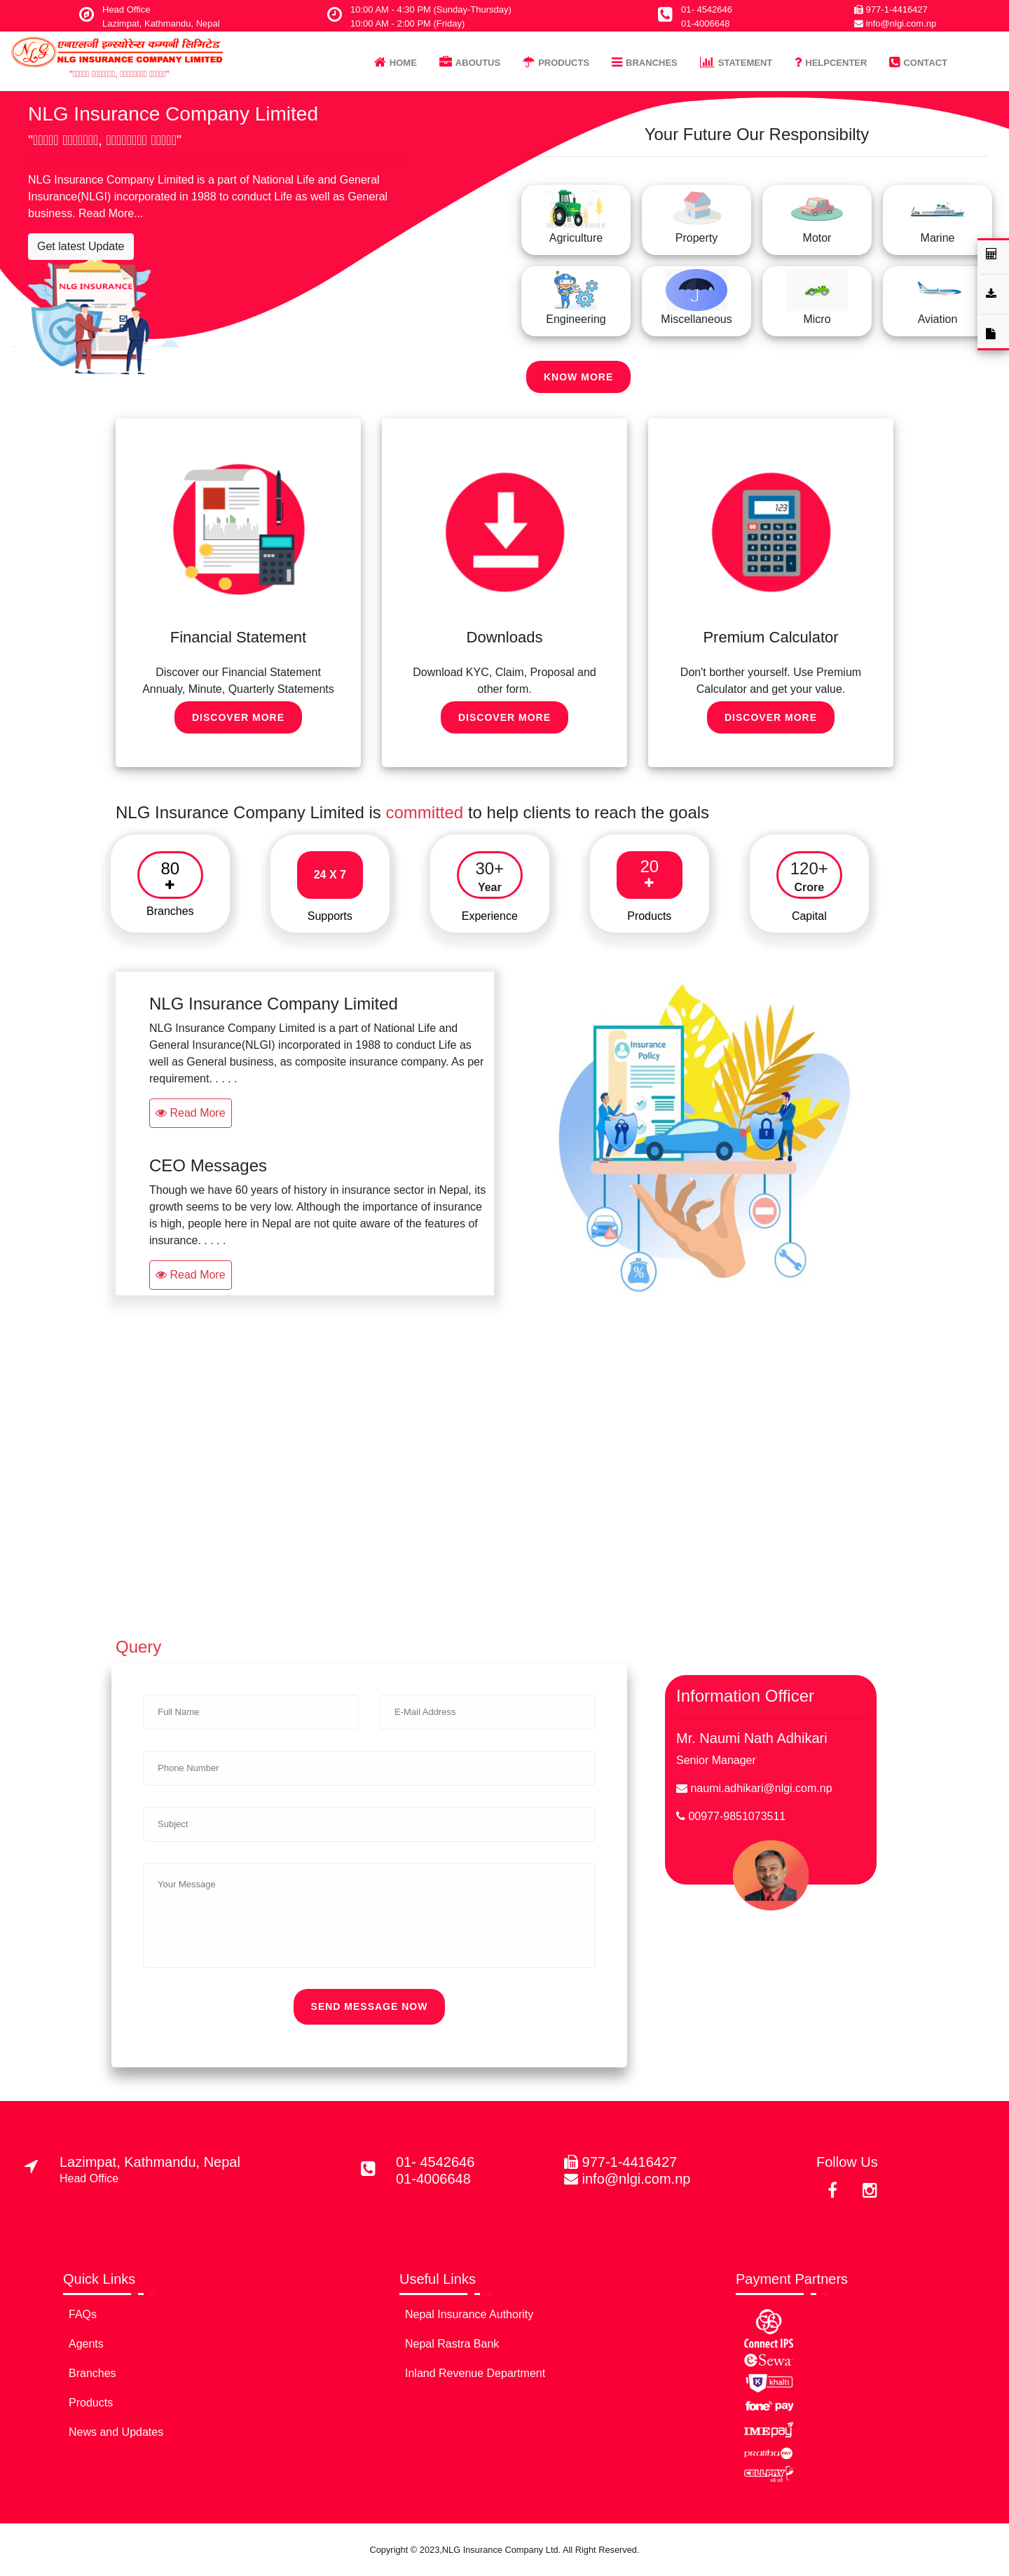 Head Office
Lazimpat, Kathmandu, Nepal
10:00 AM - 4:30 PM (Sunday-Thursday)
10:00 AM - 2:00 PM (Friday)
01- 4542646
01-4006648
977-1-4416427
info@nlgi.com.np
एनएलजी इन्स्योरेन्स कम्पनी लिमिटेड
NLG INSURANCE COMPANY LIMITED
HOME
ABOUTUS
PRODUCTS
BRANCHES
STATEMENT
HELPCENTER
CONTACT
NLG Insurance Company Limited
NLG Insurance Company Limited is a part of National Life and General
Insurance(NLGI) incorporated in 1988 to conduct Life as well as General
business. Read More...
Get latest Update
NLG INSURANCE
Your Future Our Responsibilty
Agriculture
Property
Motor
Marine
Engineering
Miscellaneous
Micro
Aviation
KNOW MORE
Financial Statement
Discover our Financial Statement
Annualy, Minute, Quarterly Statements
DISCOVER MORE
Downloads
Download KYC, Claim, Proposal and
other form.
DISCOVER MORE
123
Premium Calculator
Don't borther yourself. Use Premium
Calculator and get your value.
DISCOVER MORE
NLG Insurance Company Limited is committed to help clients to reach the goals
80
+
Branches
24 X 7
Supports
30+
Year
Experience
20
+
Products
120+
Crore
Capital
NLG Insurance Company Limited
NLG Insurance Company Limited is a part of National Life and
General Insurance(NLGI) incorporated in 1988 to conduct Life as
well as General business, as composite insurance company. As per
requirement. . . . .
Read More
CEO Messages
Though we have 60 years of history in insurance sector in Nepal, its
growth seems to be very low. Although the importance of insurance
is high, people here in Nepal are not quite aware of the features of
insurance. . . . .
Read More
Insurance
Policy
Query
Full Name
E-Mail Address
Phone Number
Subject
Your Message
SEND MESSAGE NOW
Information Officer
Mr. Naumi Nath Adhikari
Senior Manager
naumi.adhikari@nlgi.com.np
00977-9851073511
Lazimpat, Kathmandu, Nepal
Head Office
01- 4542646
01-4006648
977-1-4416427
info@nlgi.com.np
Follow Us
Quick Links
FAQs
Agents
Branches
Products
News and Updates
Useful Links
Nepal Insurance Authority
Nepal Rastra Bank
Inland Revenue Department
Payment Partners
Connect IPS
eSewa
khalti
fone pay
IME pay
prabhu PAY
CELLPAY
Copyright © 2023,NLG Insurance Company Ltd. All Right Reserved.